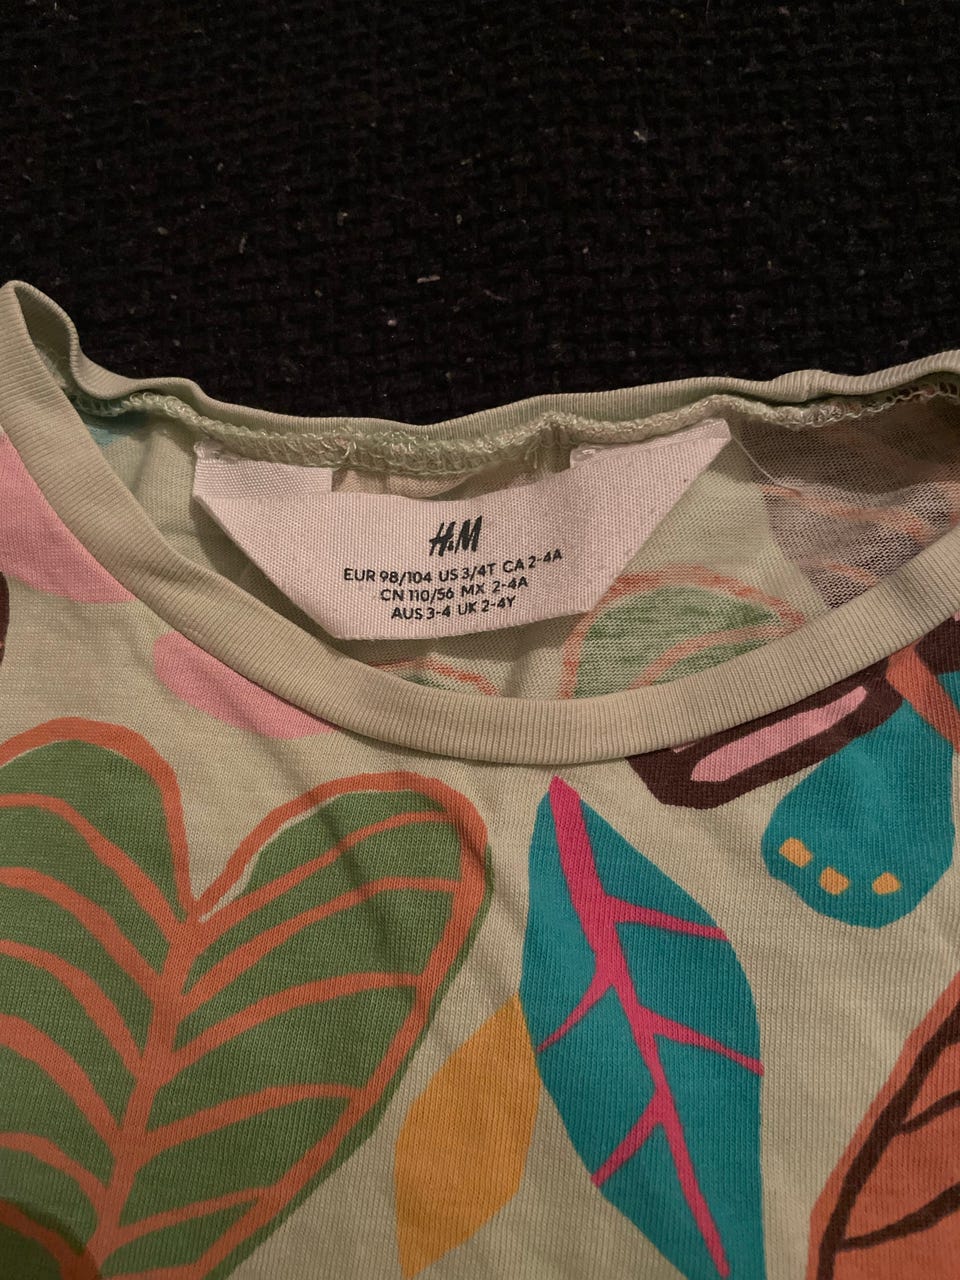 H&M
EUR 98/104 US 3/4T CA 2-4A
CN 110/56 MX 2-4A
AUS 3-4 UK 2-4Y